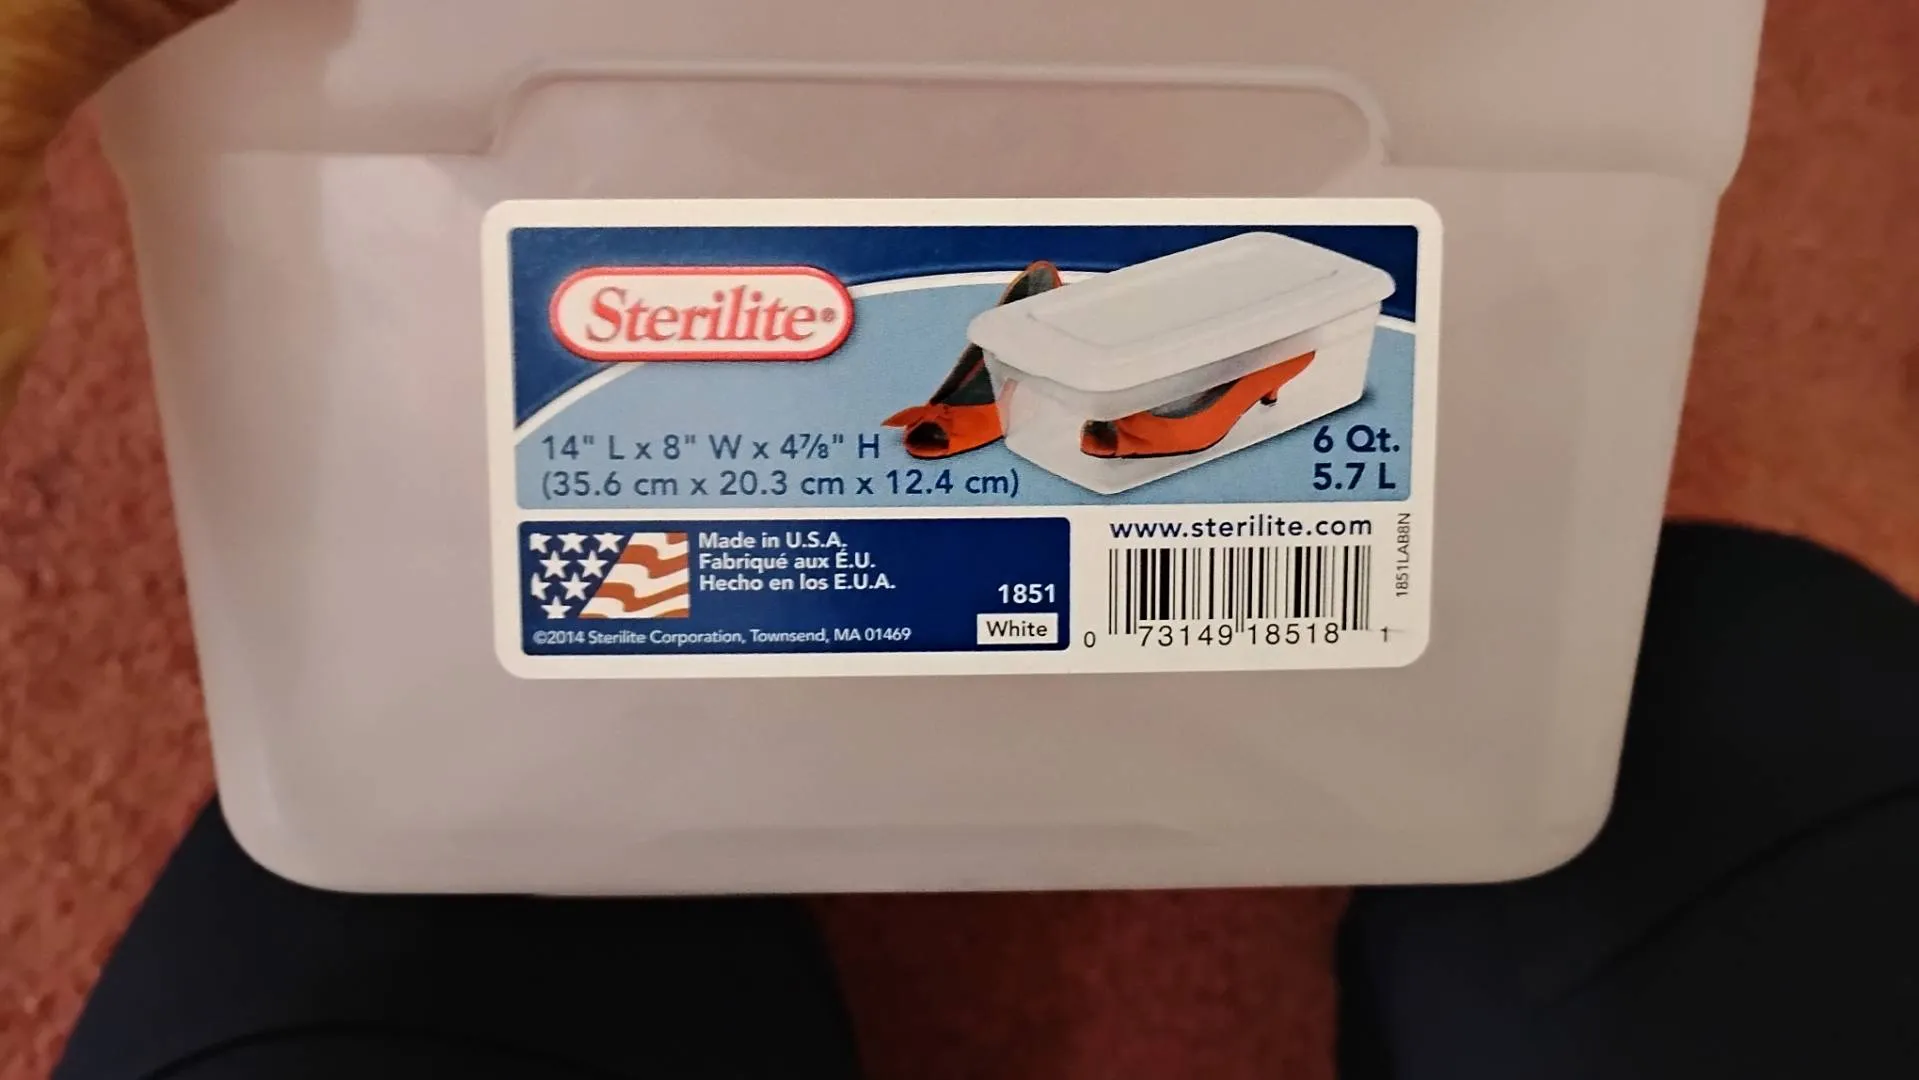 Sterilite®
14" L x 8" W x 4⅞" H
(35.6 cm x 20.3 cm x 12.4 cm)
6 Qt.
5.7 L
Made in U.S.A.
Fabriqué aux É.U.
Hecho en los E.U.A.
1851
White
©2014 Sterilite Corporation, Townsend, MA 01469
www.sterilite.com
0 73149 18518 1
1851LAB8N